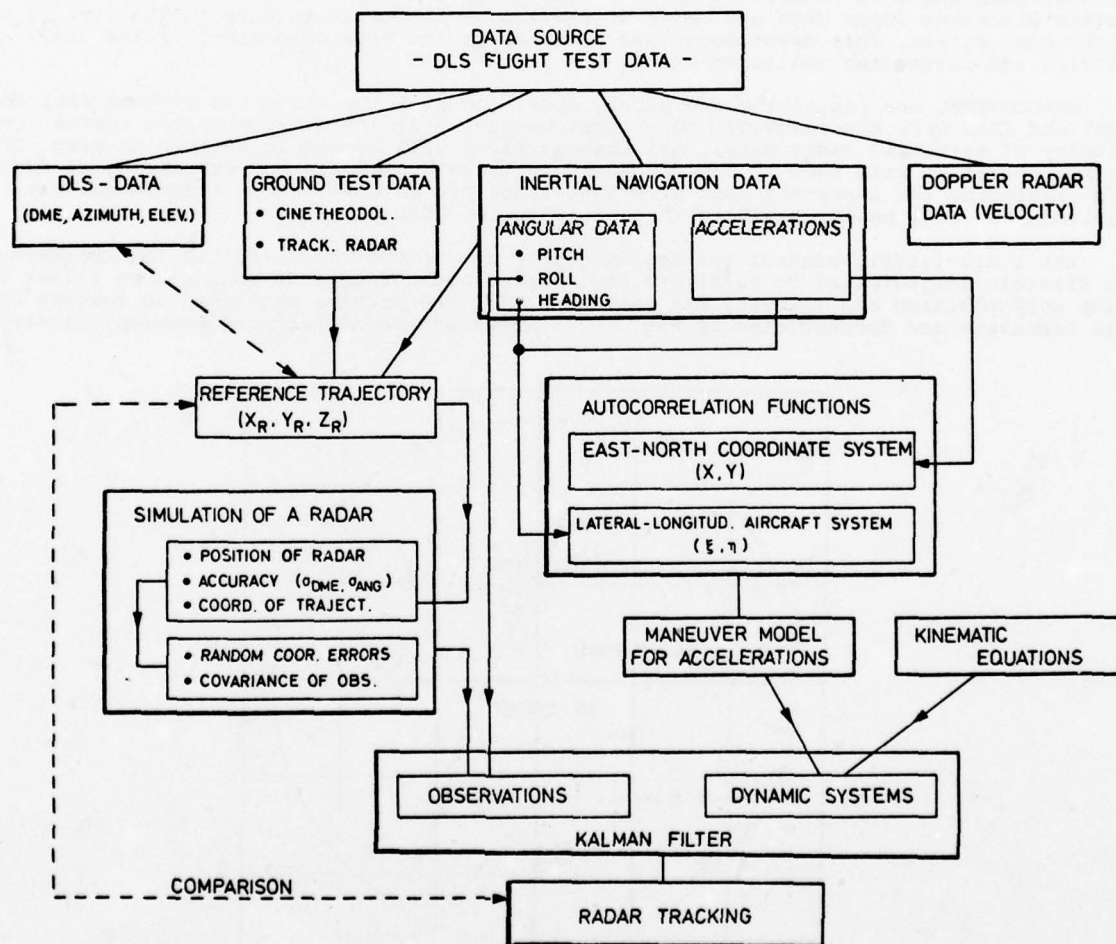 DATA SOURCE
- DLS FLIGHT TEST DATA -
DLS - DATA
(DME, AZIMUTH, ELEV.)
GROUND TEST DATA
• CINETHEODOL.
• TRACK. RADAR
INERTIAL NAVIGATION DATA
ANGULAR DATA
• PITCH
• ROLL
• HEADING
ACCELERATIONS
DOPPLER RADAR
DATA (VELOCITY)
REFERENCE TRAJECTORY
(X_R, Y_R, Z_R)
AUTOCORRELATION FUNCTIONS
EAST-NORTH COORDINATE SYSTEM
(X, Y)
LATERAL-LONGITUD. AIRCRAFT SYSTEM
(ξ, η)
SIMULATION OF A RADAR
• POSITION OF RADAR
• ACCURACY (σ_DME, σ_ANG)
• COORD. OF TRAJECT.
• RANDOM COOR. ERRORS
• COVARIANCE OF OBS.
MANEUVER MODEL
FOR ACCELERATIONS
KINEMATIC
EQUATIONS
OBSERVATIONS
DYNAMIC SYSTEMS
KALMAN FILTER
COMPARISON
RADAR TRACKING